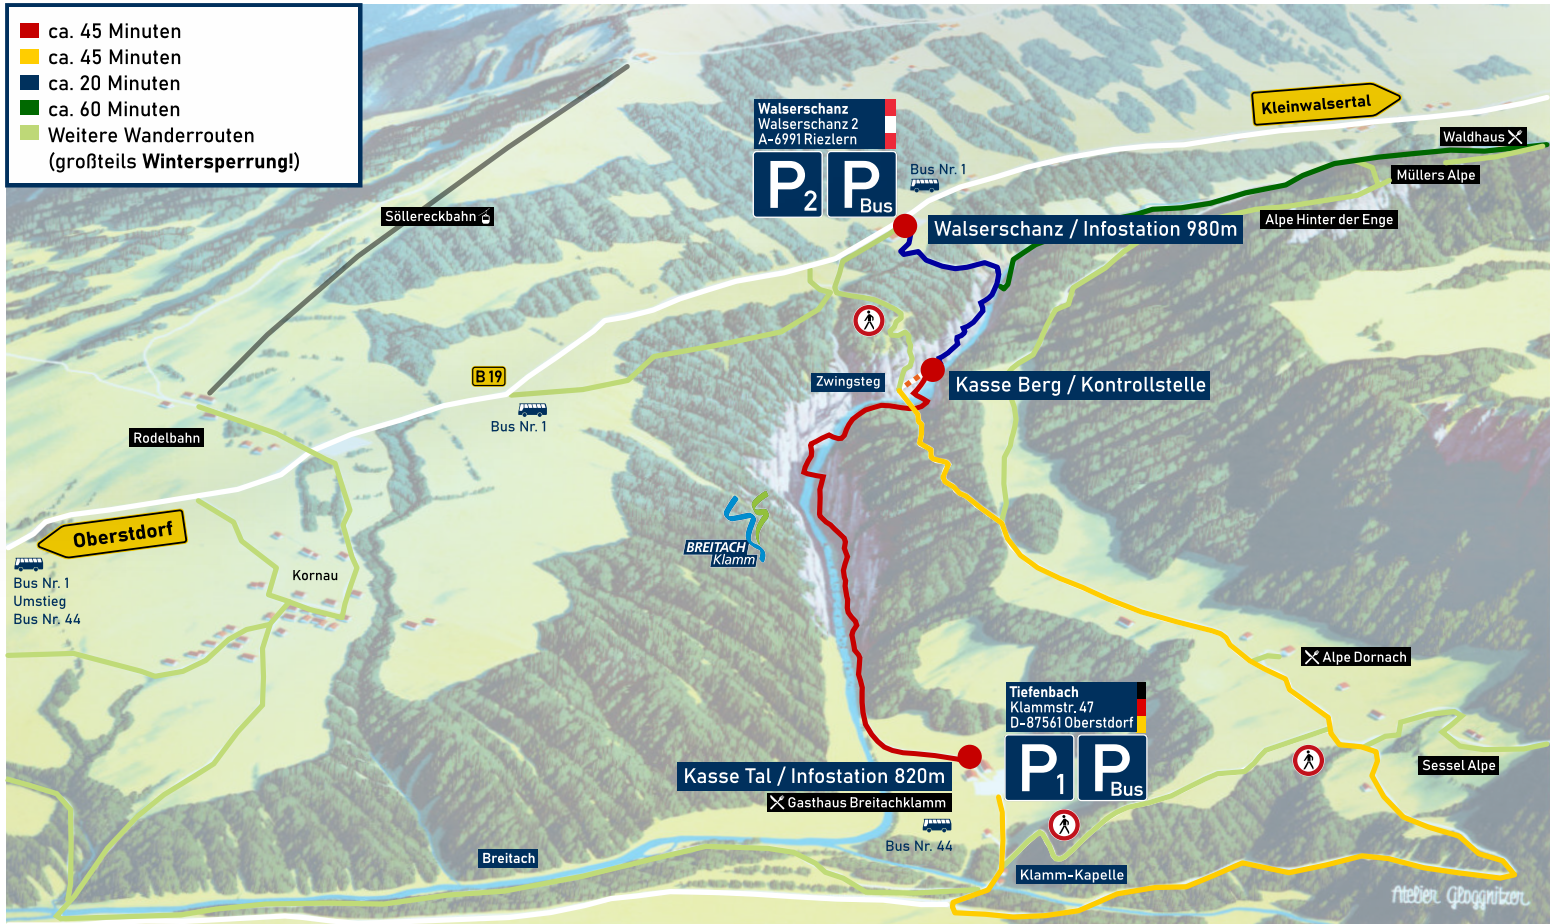 ca. 45 Minuten
ca. 45 Minuten
ca. 20 Minuten
ca. 60 Minuten
Weitere Wanderrouten
(großteils Wintersperrung!)
Kleinwalsertal
Walserschanz
Walserschanz 2
A-6991 Riezlern
P2
P Bus
Bus Nr. 1
Waldhaus
Müllers Alpe
Alpe Hinter der Enge
Söllereckbahn
Walserschanz / Infostation 980m
B 19
Bus Nr. 1
Zwingsteg
Kasse Berg / Kontrollstelle
Rodelbahn
Oberstdorf
Bus Nr. 1
Umstieg
Bus Nr. 44
Kornau
BREITACH
Klamm
Alpe Dornach
Tiefenbach
Klammstr. 47
D-87561 Oberstdorf
P1
P Bus
Sessel Alpe
Kasse Tal / Infostation 820m
Gasthaus Breitachklamm
Bus Nr. 44
Breitach
Klamm-Kapelle
Atelier Gloggnitzer